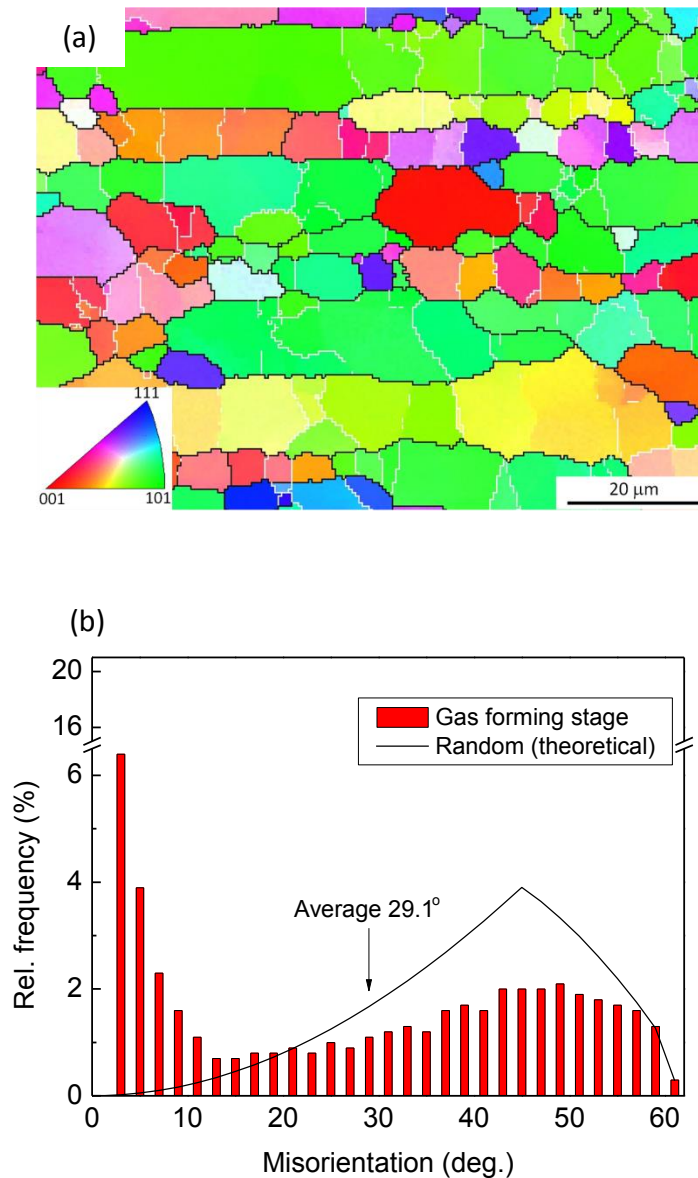 (a)
111
001
101
20 μm
(b)
20
16
6
4
2
0
Rel. frequency (%)
Gas forming stage
Random (theoretical)
Average 29.1°
0 10 20 30 40 50 60
Misorientation (deg.)